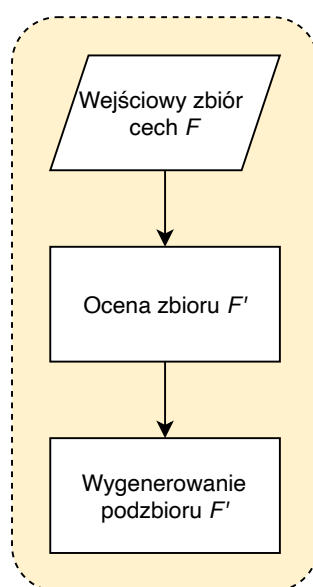 Wejściowy zbiór
cech F
Ocena zbioru F'
Wygenerowanie
podzbioru F'